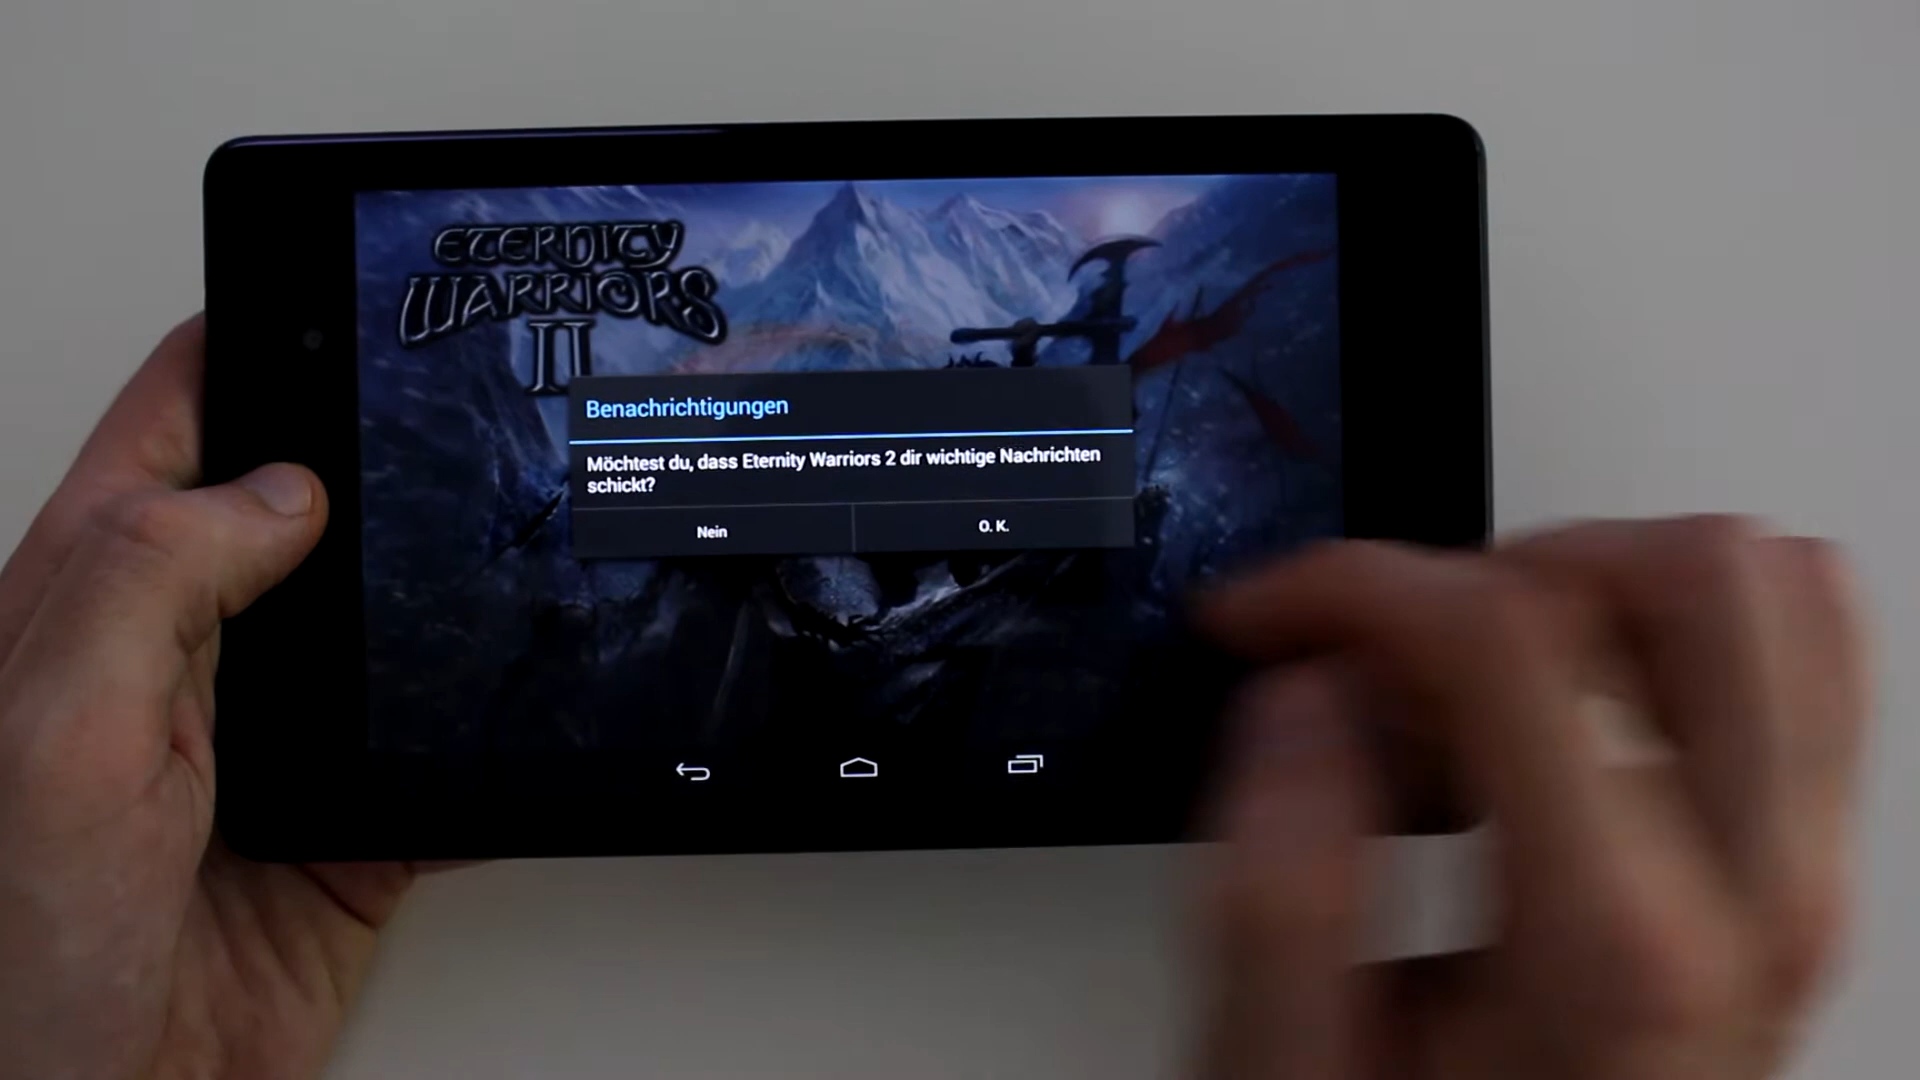 ETERNITY
WARRIORS
II
Benachrichtigungen
Möchtest du, dass Eternity Warriors 2 dir wichtige Nachrichten
schickt?
Nein
O. K.